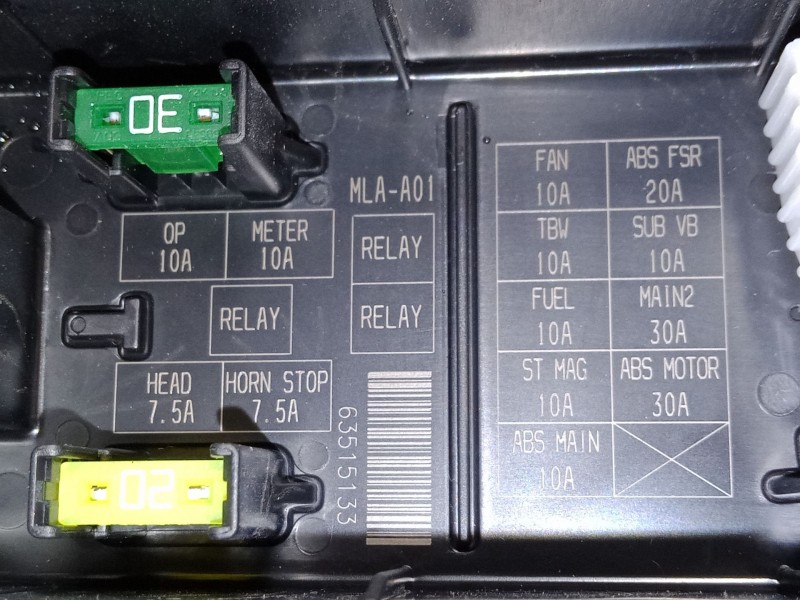 30
MLA-A01
OP
10A
METER
10A
RELAY
RELAY
RELAY
HEAD
7.5A
HORN STOP
7.5A
20
63515133
FAN
10A
ABS FSR
20A
TBW
10A
SUB VB
10A
FUEL
10A
MAIN2
30A
ST MAG
10A
ABS MOTOR
30A
ABS MAIN
10A